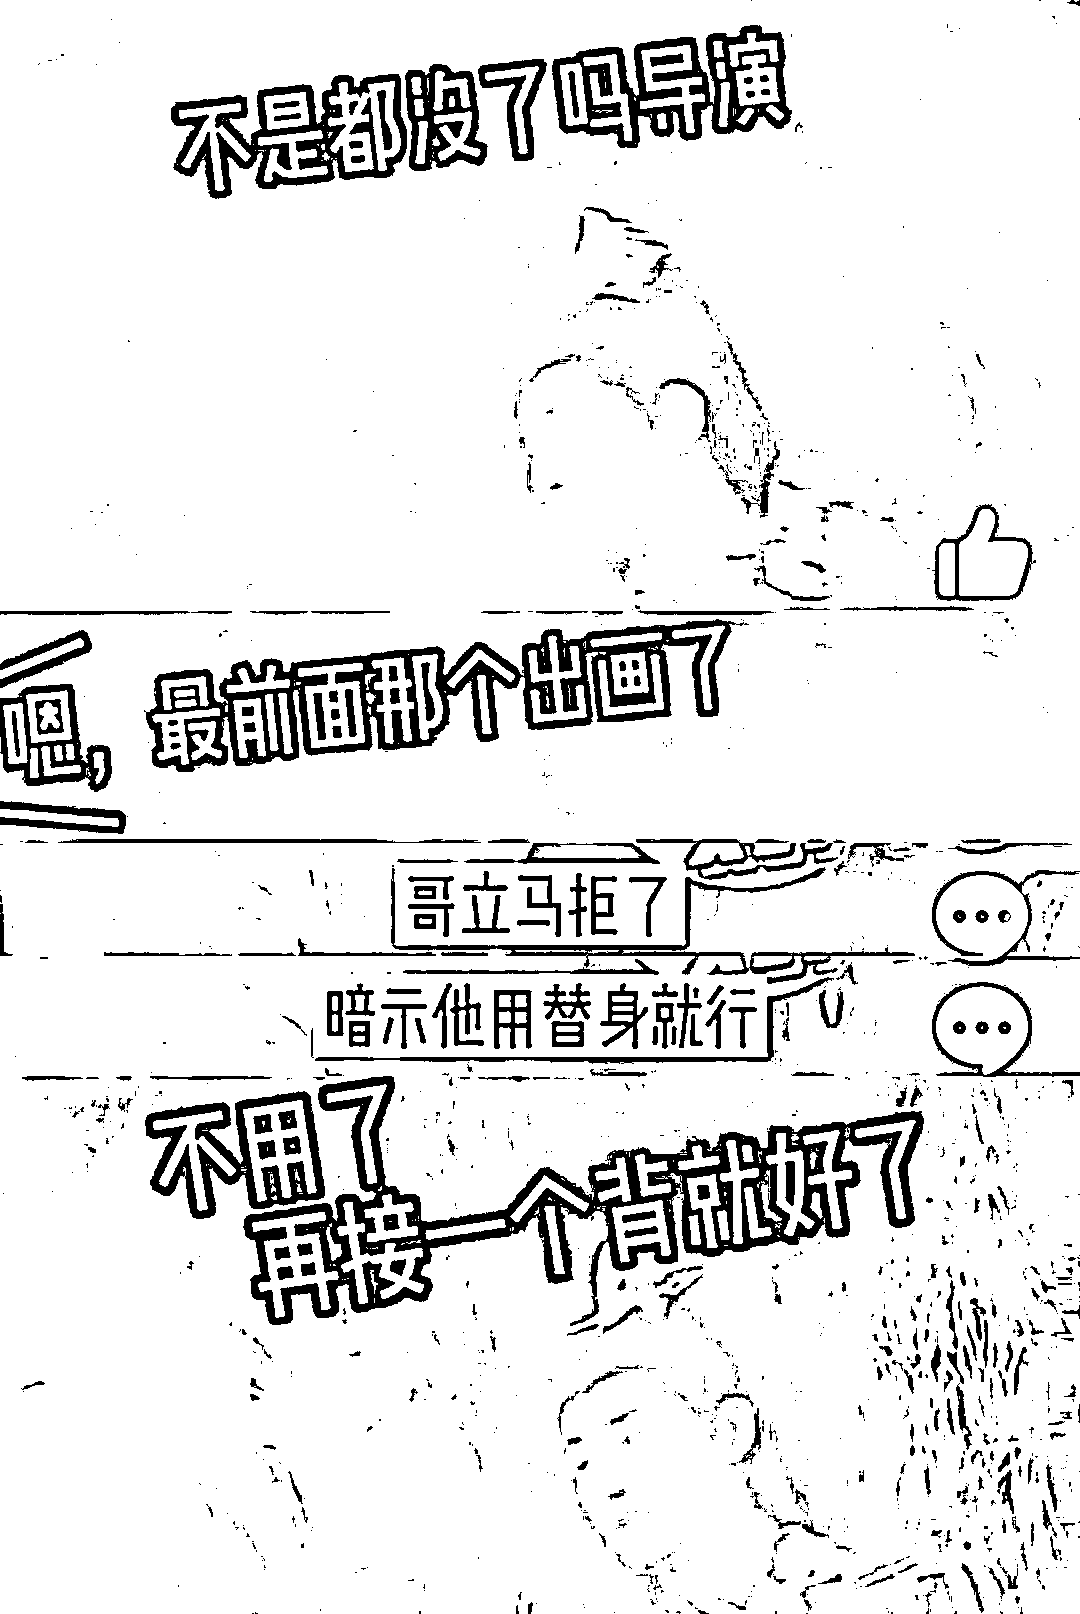 不是都没了吗导演
嗯，最前面那个出画了
哥立马拒了
暗示他用替身就行
不用了
再接一个背就好了